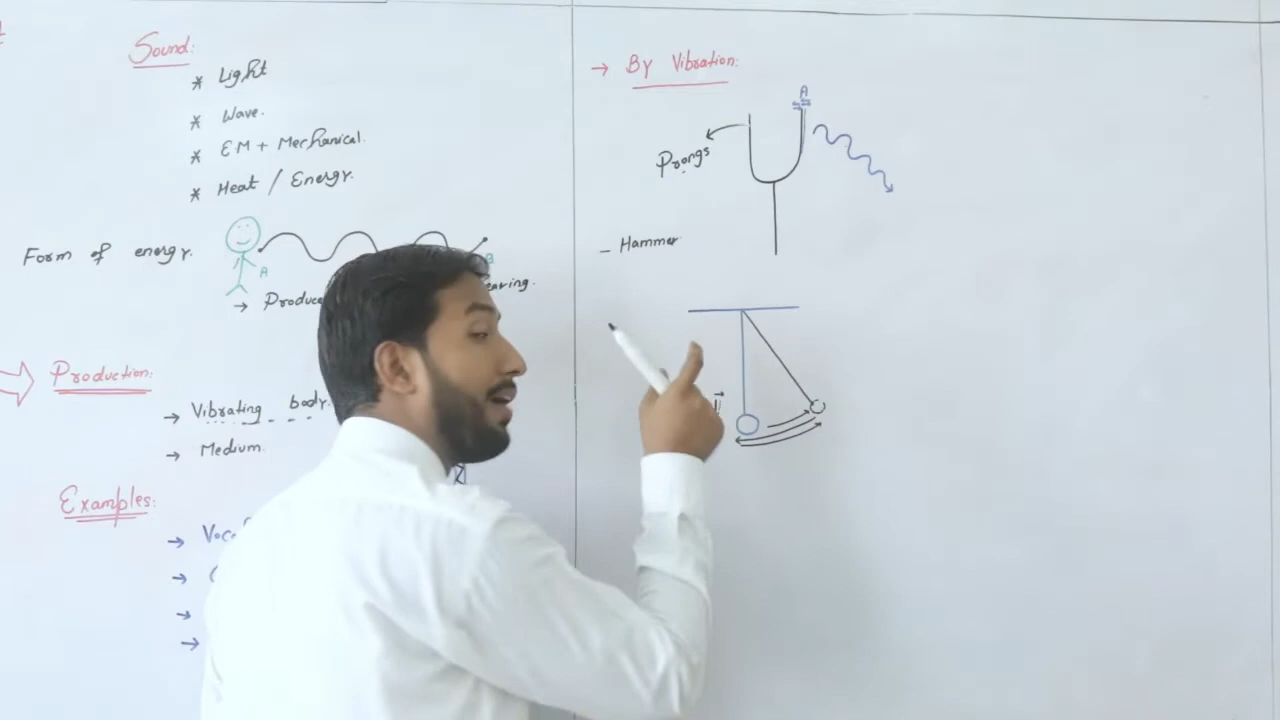 Sound:
* Light
* Wave.
* EM + Mechanical.
* Heat / Energy.
Form of energy.
A
B
→ Produce
earing.
Production:
→ Vibrating body.
→ Medium.
Examples:
→ By Vibration:
A
Prongs
- Hammer